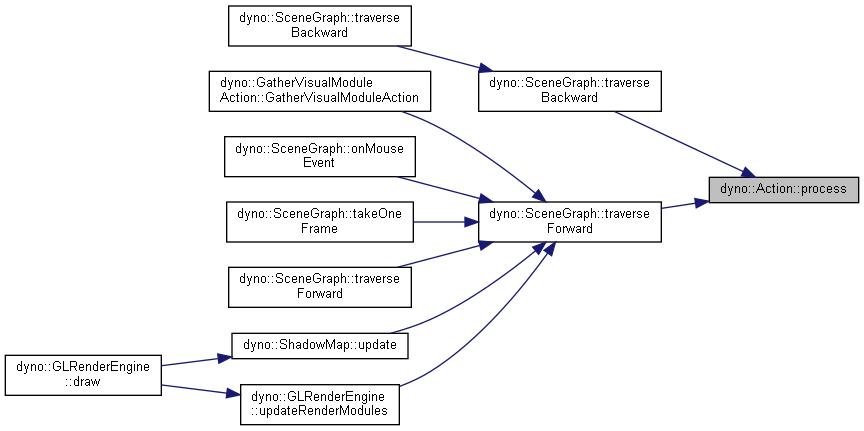 dyno::SceneGraph::traverse
Backward
dyno::GatherVisualModule
Action::GatherVisualModuleAction
dyno::SceneGraph::traverse
Backward
dyno::SceneGraph::onMouse
Event
dyno::Action::process
dyno::SceneGraph::takeOne
Frame
dyno::SceneGraph::traverse
Forward
dyno::SceneGraph::traverse
Forward
dyno::ShadowMap::update
dyno::GLRenderEngine
::draw
dyno::GLRenderEngine
::updateRenderModules